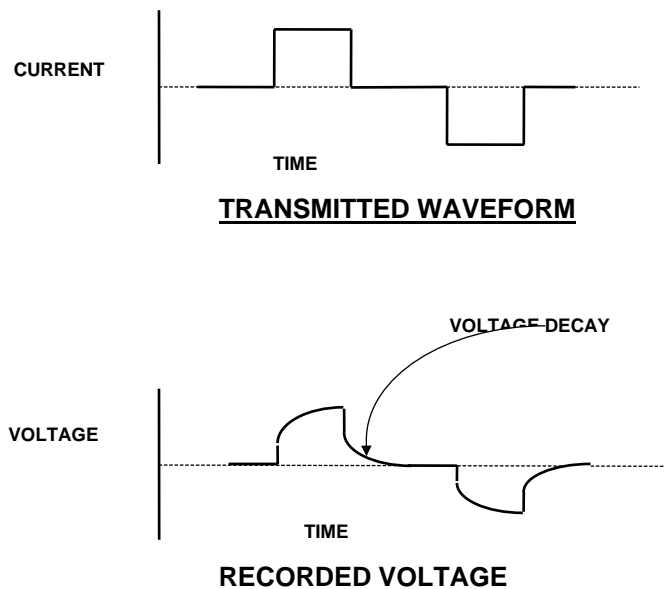 CURRENT
TIME
TRANSMITTED WAVEFORM
VOLTAGE DECAY
VOLTAGE
TIME
RECORDED VOLTAGE